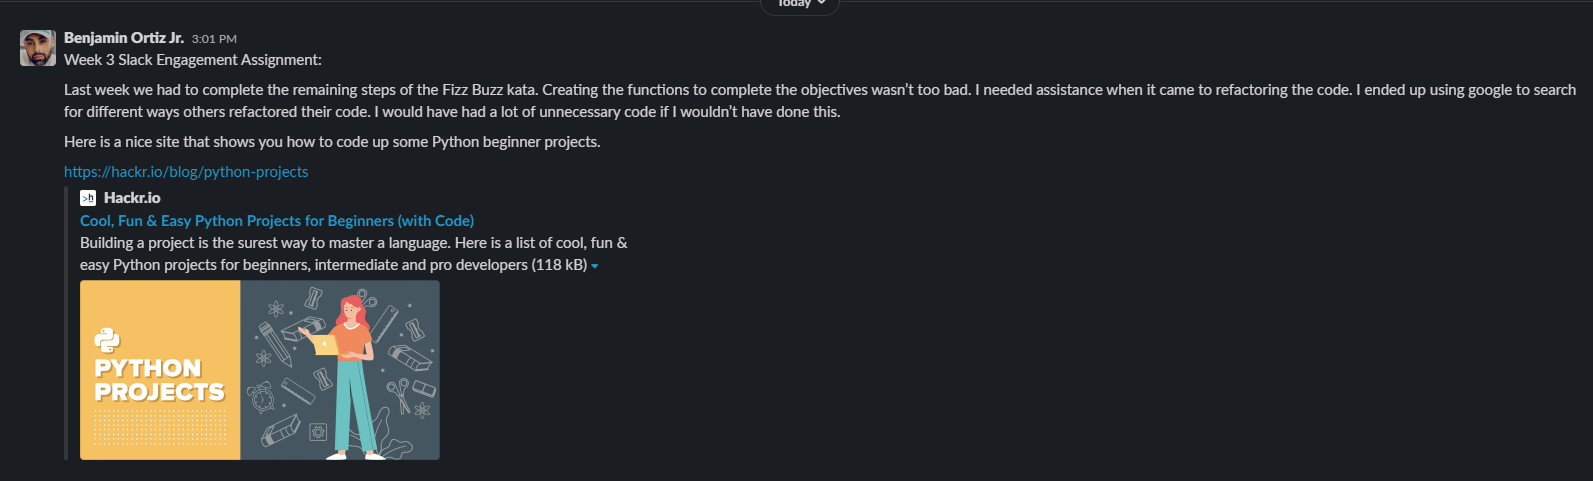 Today
Benjamin Ortiz Jr. 3:01 PM
Week 3 Slack Engagement Assignment:
Last week we had to complete the remaining steps of the Fizz Buzz kata. Creating the functions to complete the objectives wasn’t too bad. I needed assistance when it came to refactoring the code. I ended up using google to search
for different ways others refactored their code. I would have had a lot of unnecessary code if I wouldn’t have done this.
Here is a nice site that shows you how to code up some Python beginner projects.
https://hackr.io/blog/python-projects
>h Hackr.io
Cool, Fun & Easy Python Projects for Beginners (with Code)
Building a project is the surest way to master a language. Here is a list of cool, fun &
easy Python projects for beginners, intermediate and pro developers (118 kB)
PYTHON
PROJECTS